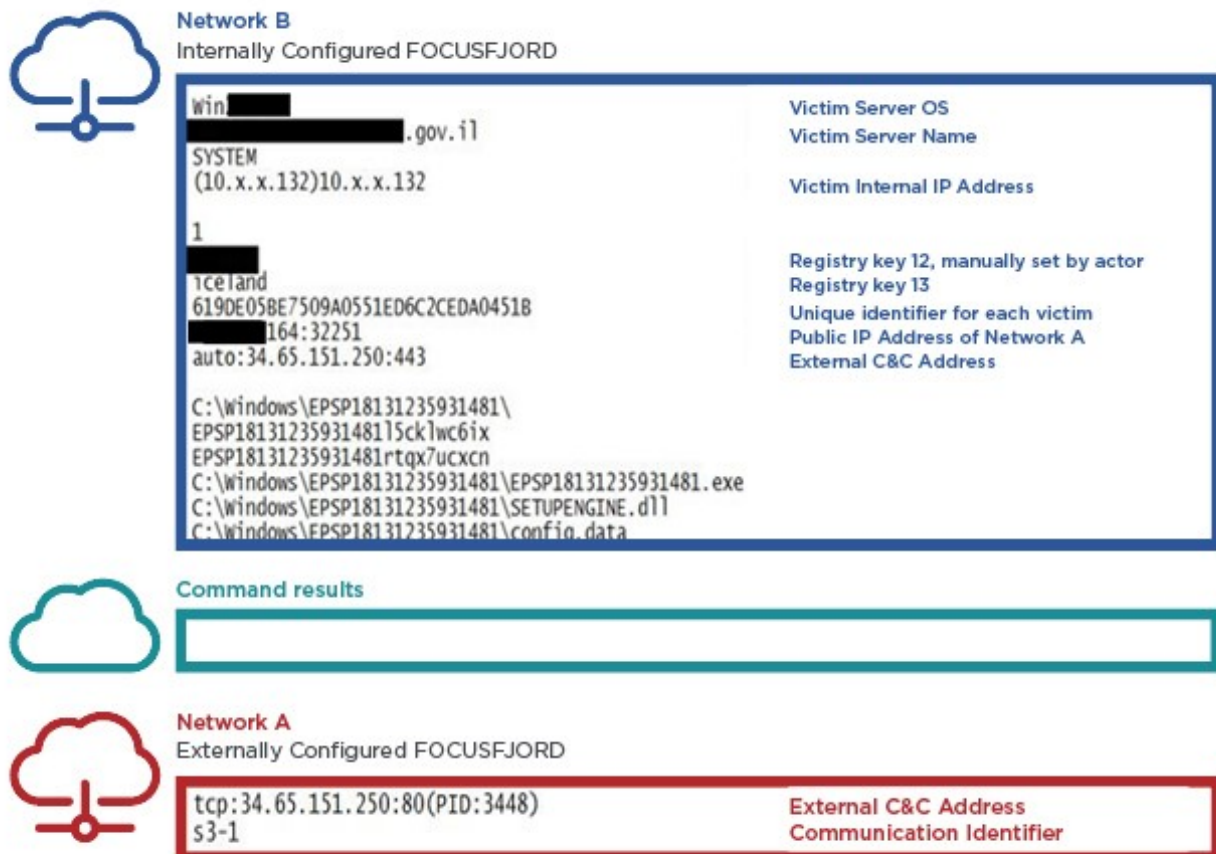 Network B
Internally Configured FOCUSFJORD
Win Victim Server OS
.gov.il Victim Server Name
SYSTEM
(10.x.x.132)10.x.x.132 Victim Internal IP Address
1
Registry key 12, manually set by actor
iceland Registry key 13
619DE05BE7509A0551ED6C2CEDA0451B Unique identifier for each victim
164:32251 Public IP Address of Network A
auto:34.65.151.250:443 External C&C Address
C:\Windows\EPSP18131235931481\
EPSP18131235931481l5cklwc6ix
EPSP18131235931481rtqx7ucxcn
C:\Windows\EPSP18131235931481\EPSP18131235931481.exe
C:\Windows\EPSP18131235931481\SETUPENGINE.dll
C:\Windows\EPSP18131235931481\config.data
Command results
Network A
Externally Configured FOCUSFJORD
tcp:34.65.151.250:80(PID:3448) External C&C Address
s3-1 Communication Identifier